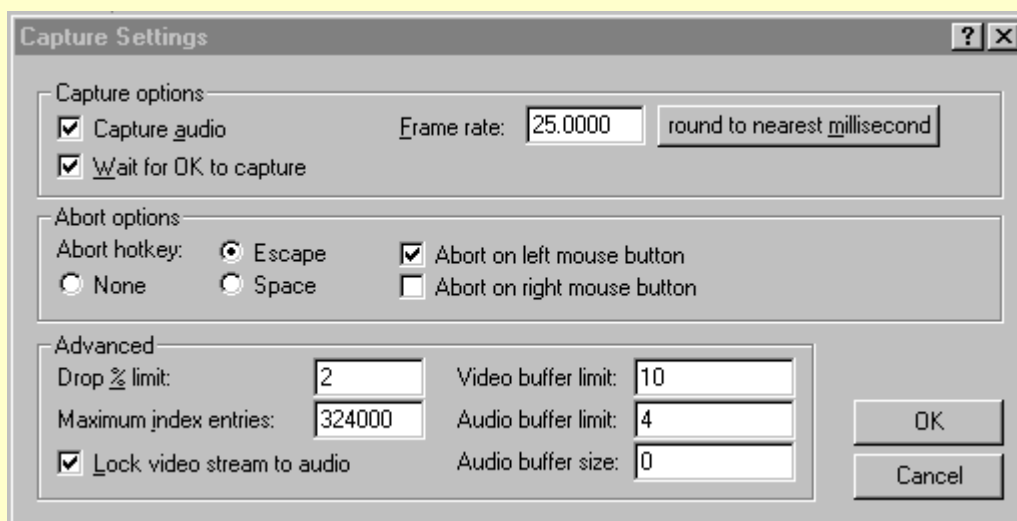 Capture Settings
Capture options
Capture audio
Frame rate: 25.0000 round to nearest millisecond
Wait for OK to capture
Abort options
Abort hotkey: Escape Abort on left mouse button
None Space Abort on right mouse button
Advanced
Drop % limit: 2 Video buffer limit: 10
Maximum index entries: 324000 Audio buffer limit: 4
Lock video stream to audio Audio buffer size: 0
OK
Cancel